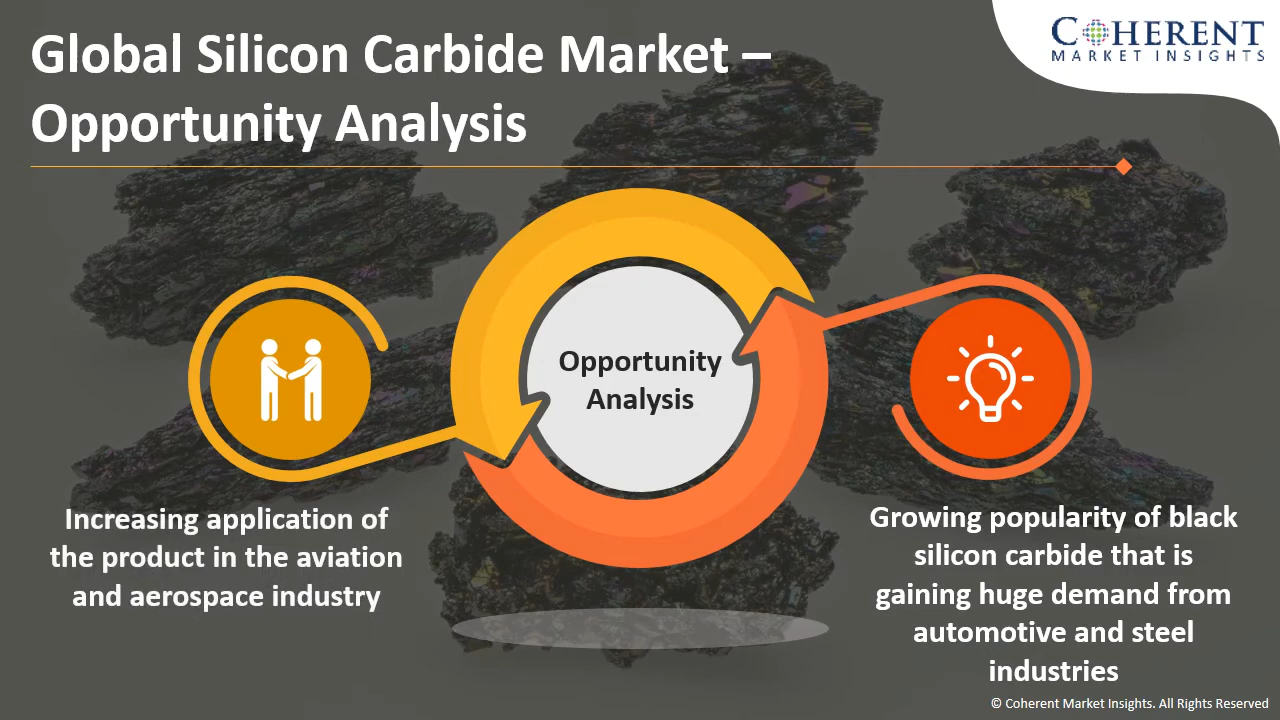 Global Silicon Carbide Market –
Opportunity Analysis
COHERENT
MARKET INSIGHTS
Opportunity
Analysis
Increasing application of
the product in the aviation
and aerospace industry
Growing popularity of black
silicon carbide that is
gaining huge demand from
automotive and steel
industries
© Coherent Market Insights. All Rights Reserved